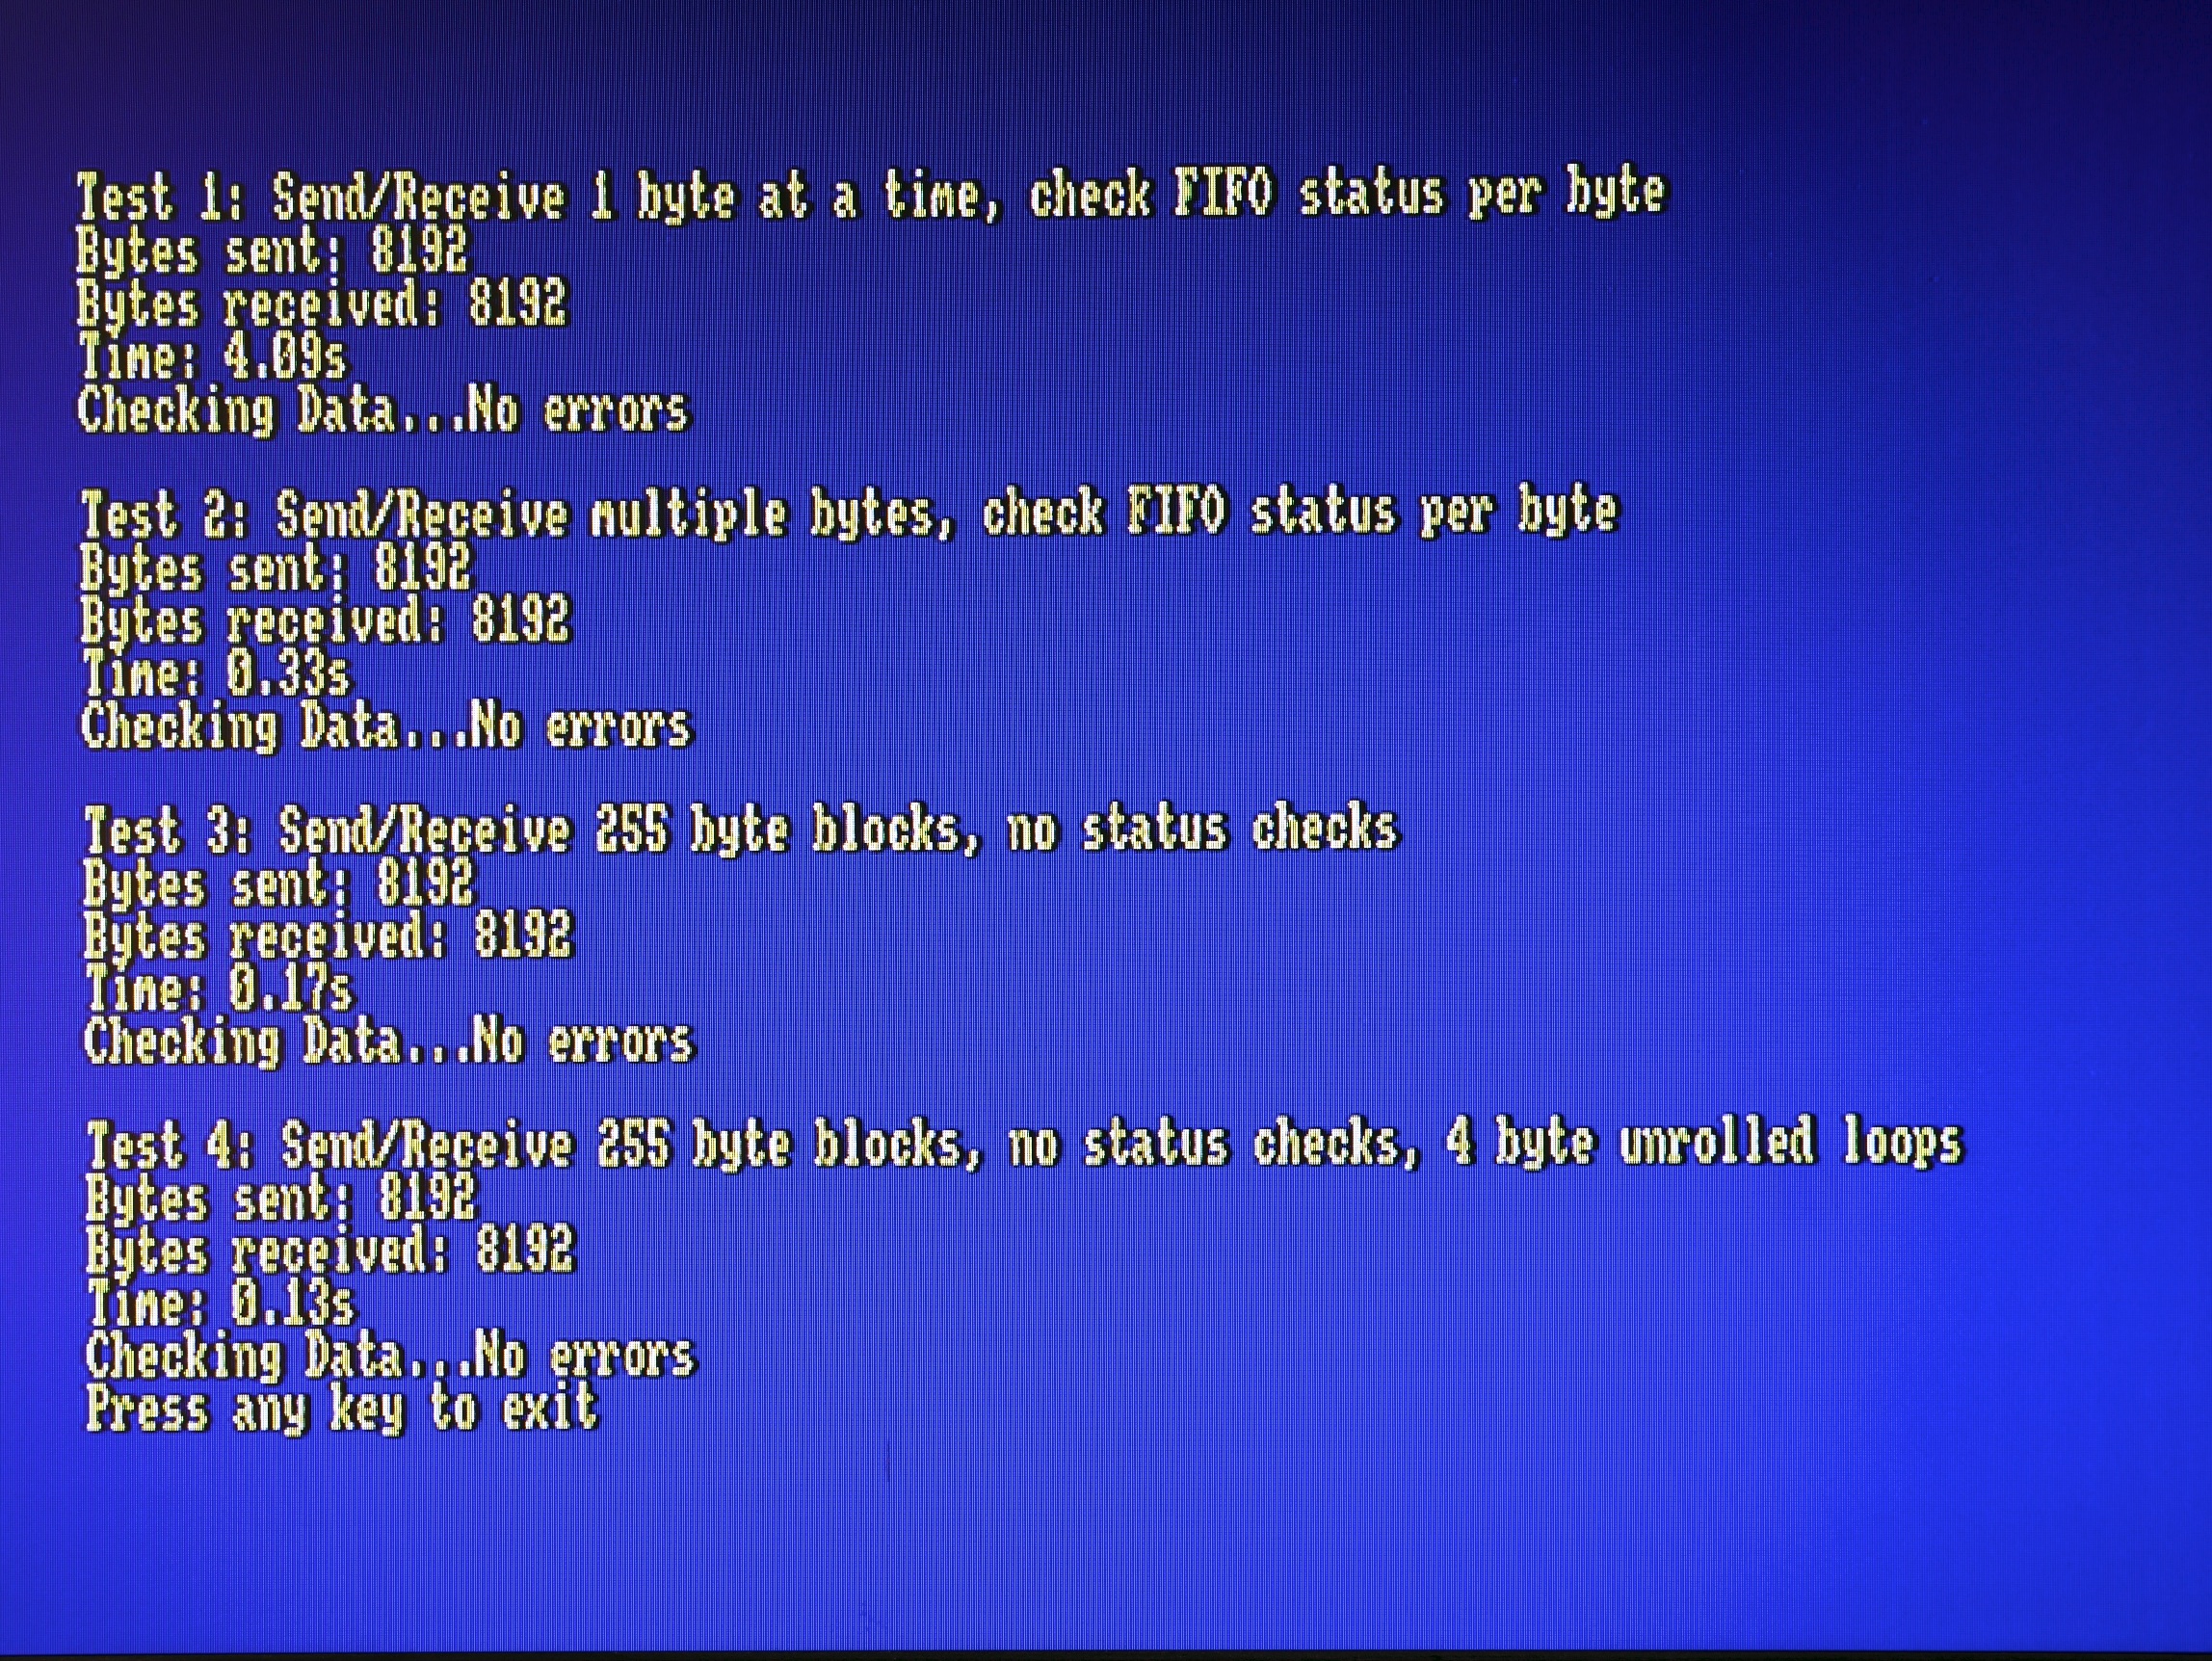 Test 1: Send/Receive 1 byte at a time, check FIFO status per byte
Bytes sent: 8192
Bytes received: 8192
Time: 4.09s
Checking Data...No errors
Test 2: Send/Receive multiple bytes, check FIFO status per byte
Bytes sent: 8192
Bytes received: 8192
Time: 0.33s
Checking Data...No errors
Test 3: Send/Receive 255 byte blocks, no status checks
Bytes sent: 8192
Bytes received: 8192
Time: 0.17s
Checking Data...No errors
Test 4: Send/Receive 255 byte blocks, no status checks, 4 byte unrolled loops
Bytes sent: 8192
Bytes received: 8192
Time: 0.13s
Checking Data...No errors
Press any key to exit